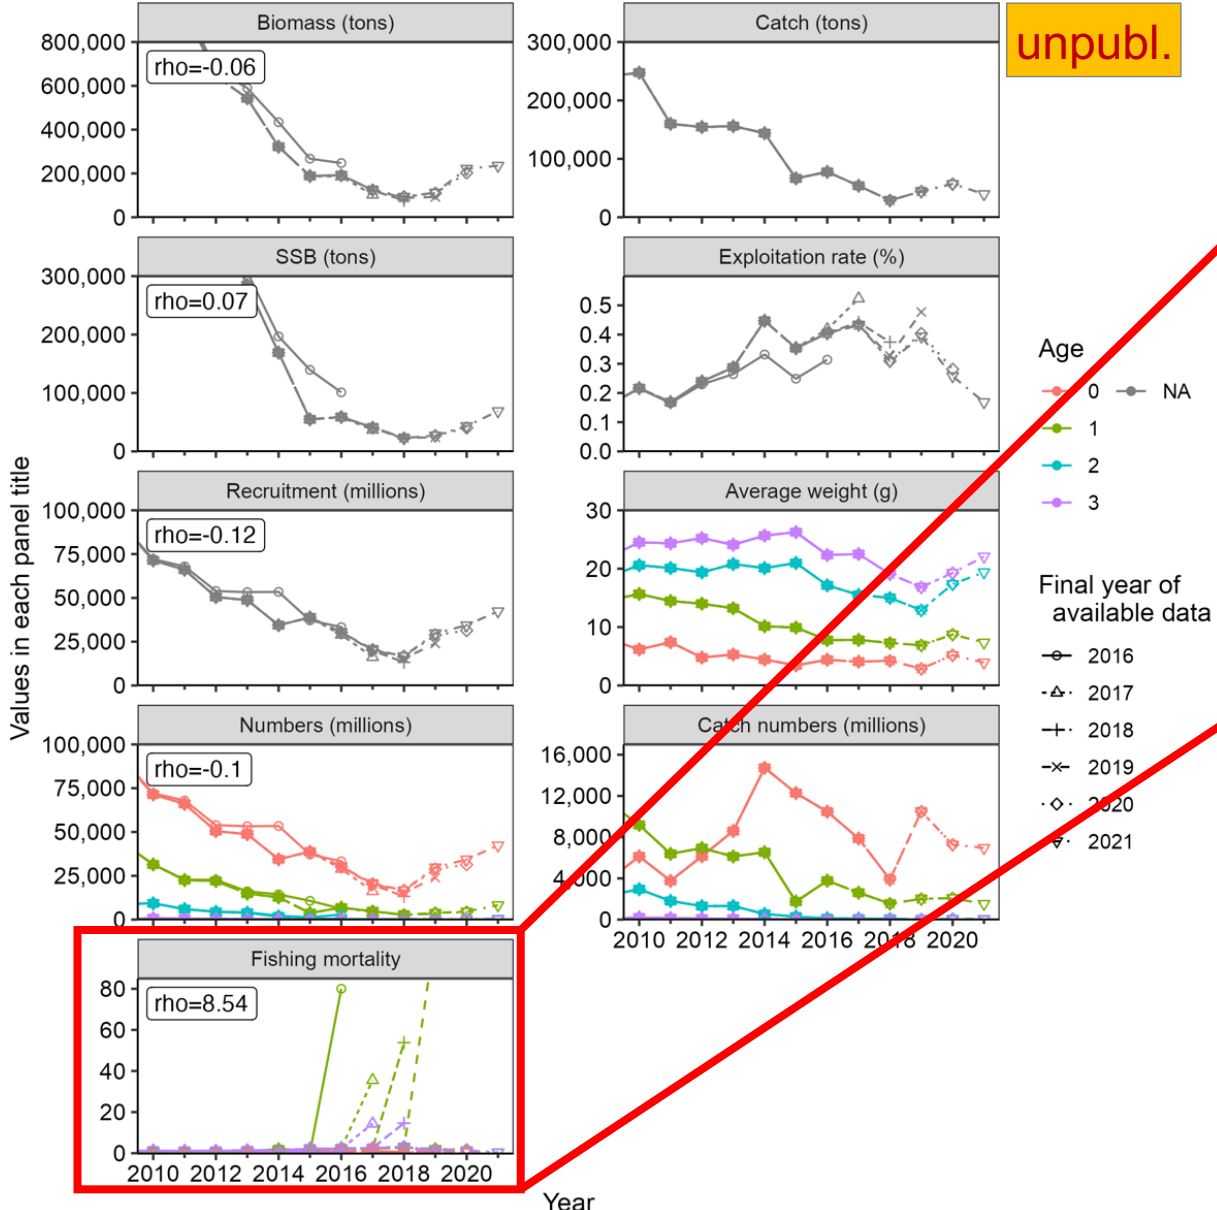 Biomass (tons)
800,000
600,000
400,000
200,000
0
rho=-0.06
Catch (tons)
300,000
200,000
100,000
0
unpubl.
SSB (tons)
300,000
200,000
100,000
0
rho=0.07
Exploitation rate (%)
0.5
0.4
0.3
0.2
0.1
0.0
Recruitment (millions)
100,000
75,000
50,000
25,000
0
rho=-0.12
Average weight (g)
30
20
10
0
Numbers (millions)
100,000
75,000
50,000
25,000
0
rho=-0.1
Catch numbers (millions)
16,000
12,000
8,000
4,000
0
2010 2012 2014 2016 2018 2020
Fishing mortality
80
60
40
20
0
rho=8.54
2010 2012 2014 2016 2018 2020
Year
Values in each panel title
Age
0 NA
1
2
3
Final year of
available data
2016
2017
2018
2019
2020
2021